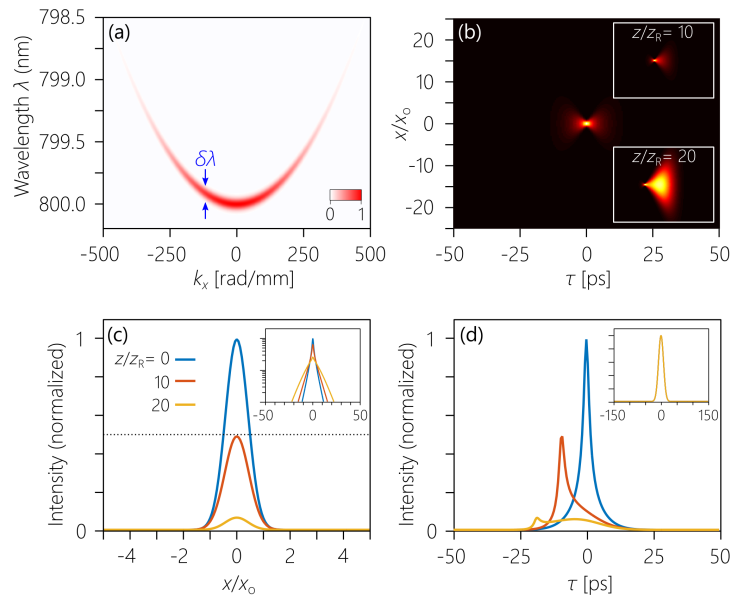 (a)
Wavelength λ (nm)
798.5
799.0
799.5
800.0
δλ
0 1
-500 -250 0 250 500
kx [rad/mm]
(b)
x/xo
20
10
0
-10
-20
z/zR= 10
z/zR= 20
-50 -25 0 25 50
τ [ps]
(c)
Intensity (normalized)
1
0
z/zR= 0
10
20
-50 0 50
-4 -2 0 2 4
x/xo
(d)
Intensity (normalized)
1
0
-150 0 150
-50 -25 0 25 50
τ [ps]